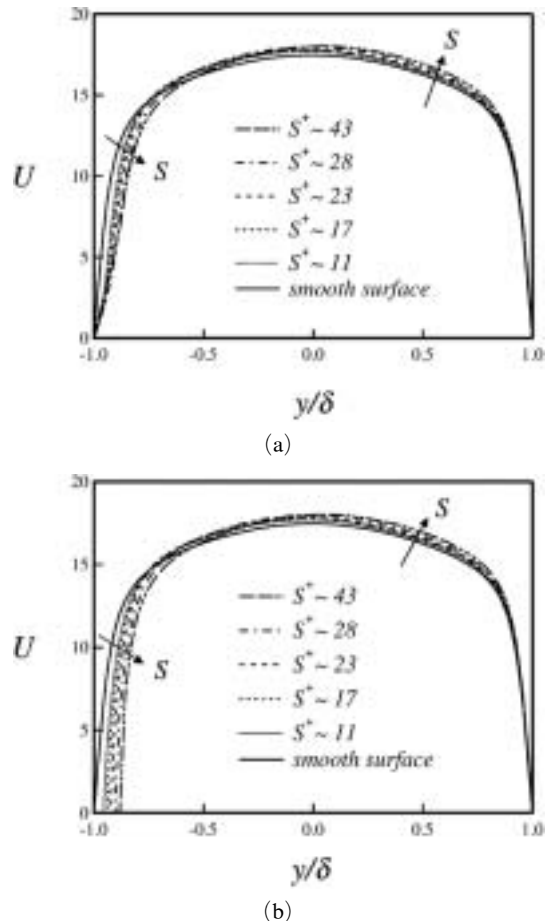 20
15
10
5
0
U
S
S
S+ ~ 43
S+ ~ 28
S+ ~ 23
S+ ~ 17
S+ ~ 11
smooth surface
-1.0 -0.5 0.0 0.5 1.0
y/δ
(a)
20
15
10
5
0
U
S
S
S+ ~ 43
S+ ~ 28
S+ ~ 23
S+ ~ 17
S+ ~ 11
smooth surface
-1.0 -0.5 0.0 0.5 1.0
y/δ
(b)